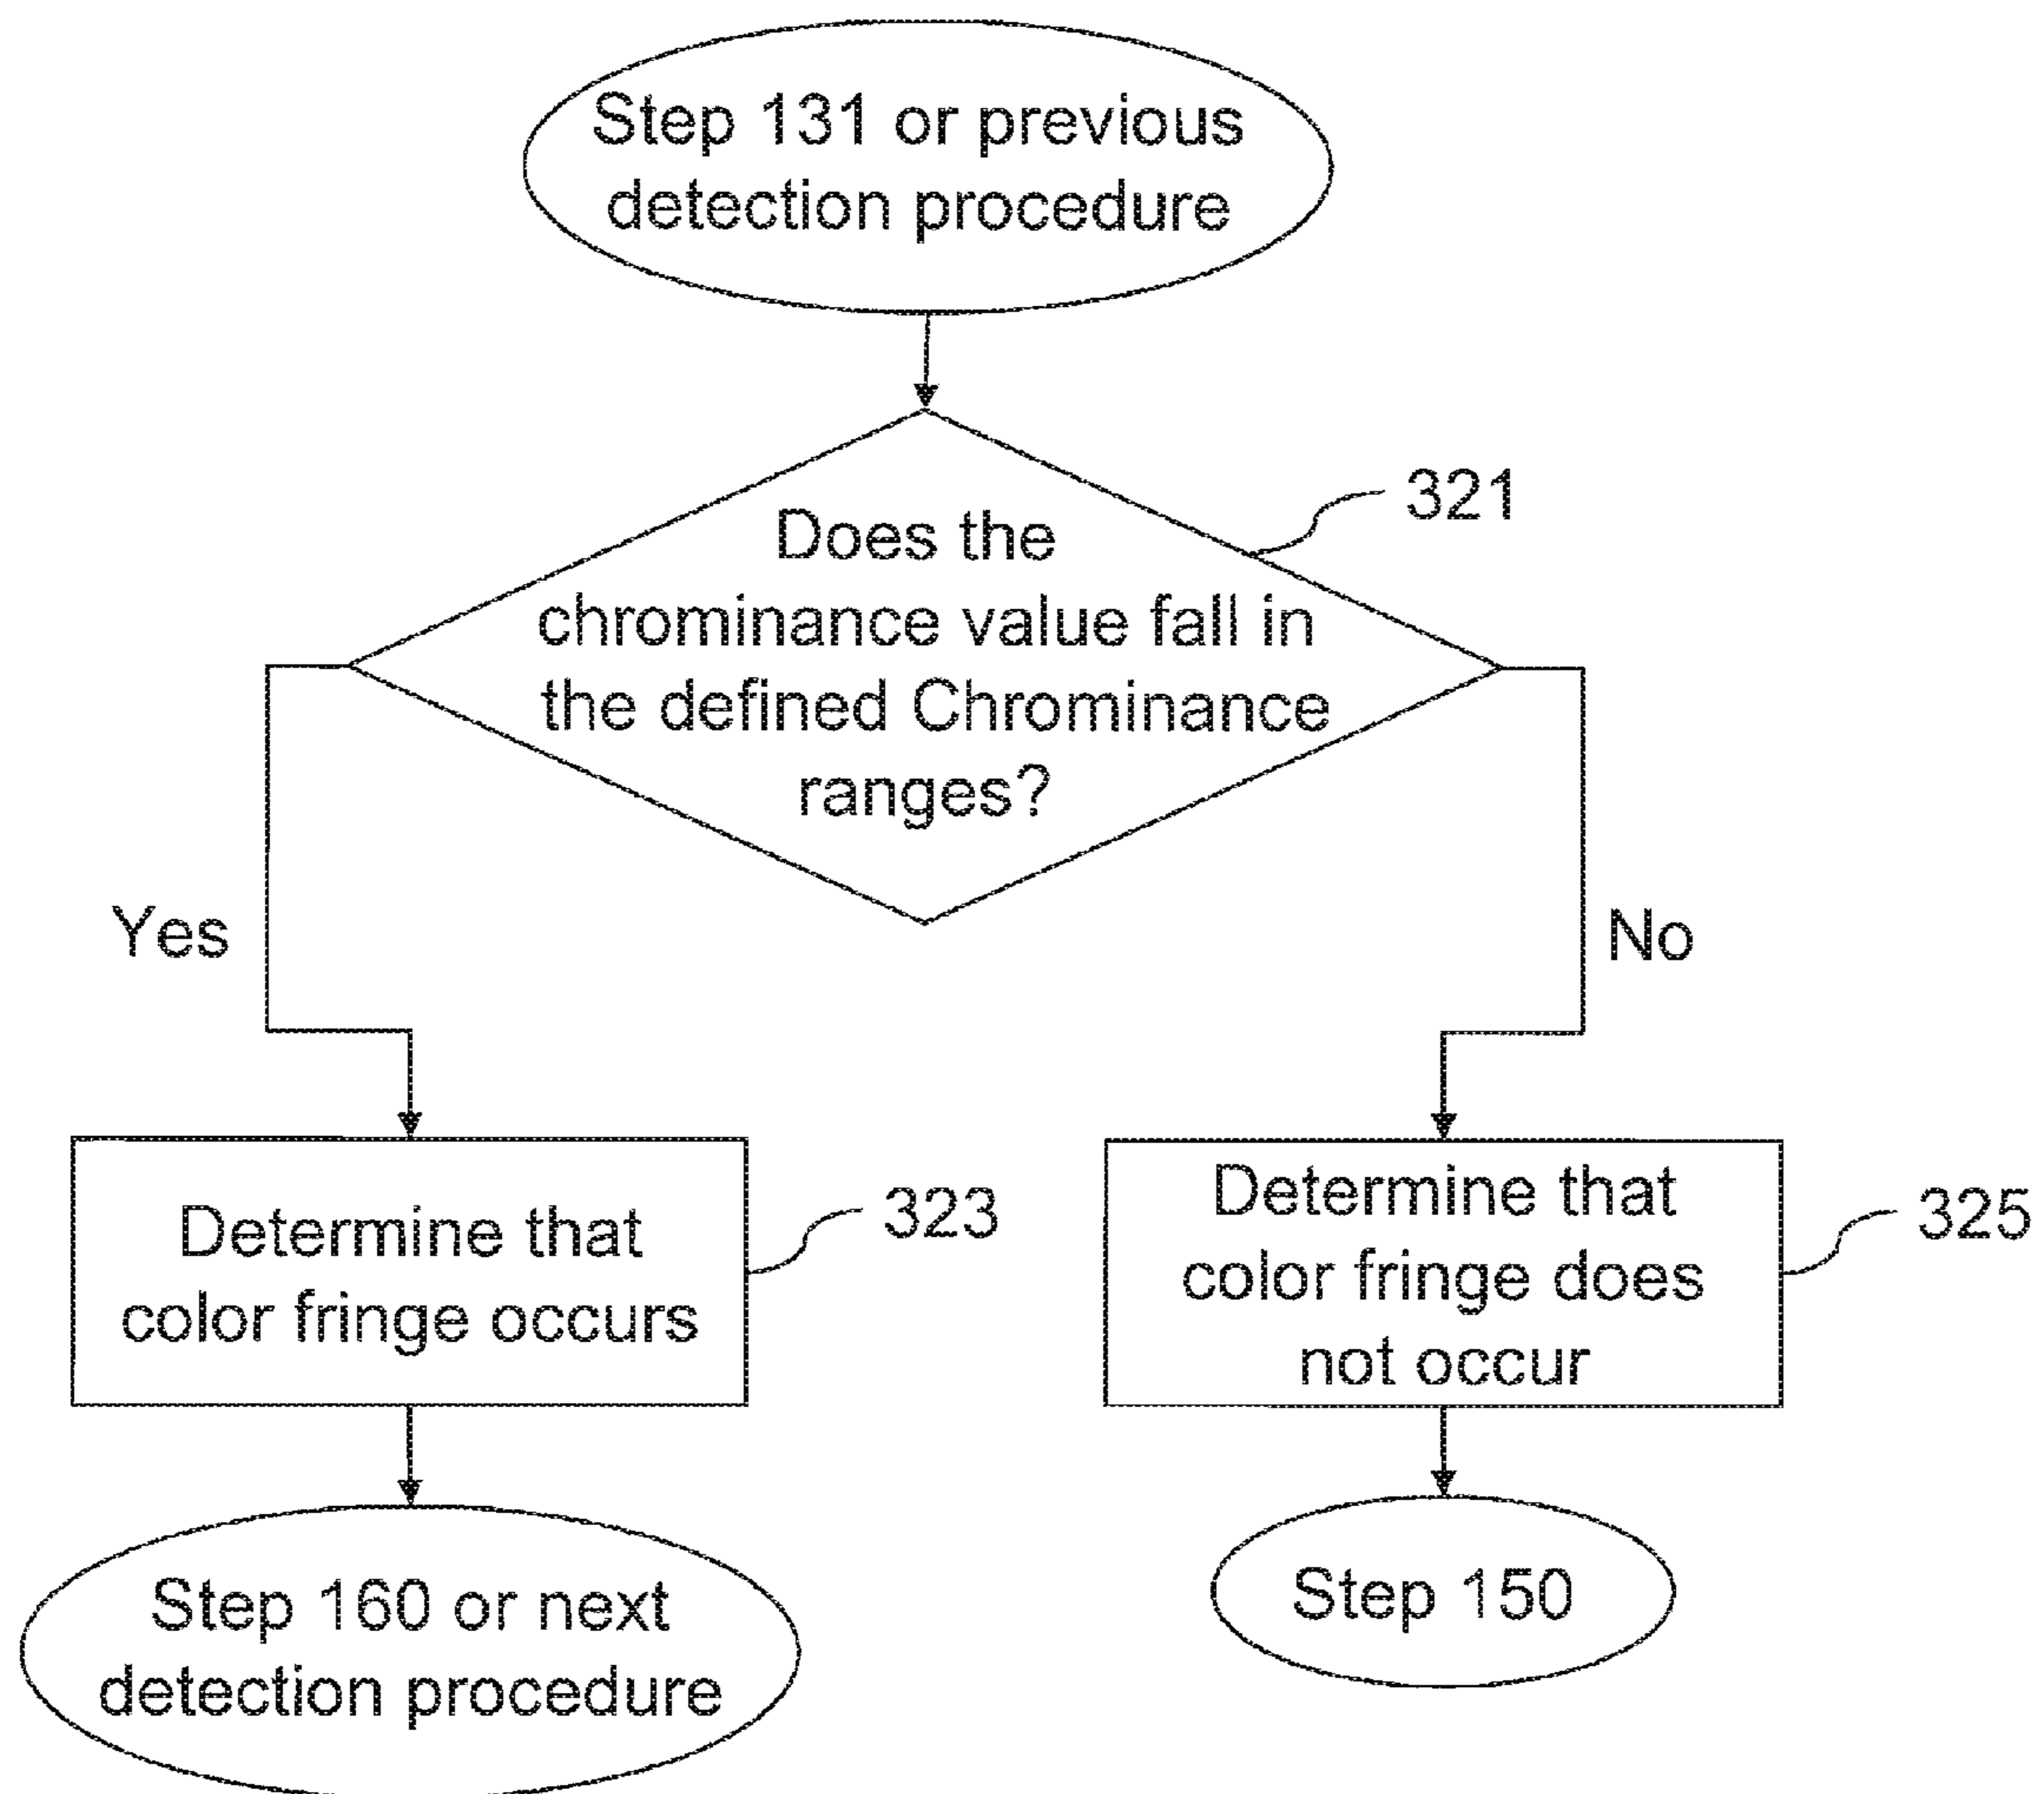 Step 131 or previous
detection procedure
321
Does the
chrominance value fall in
the defined Chrominance
ranges?
Yes
No
Determine that
color fringe occurs
323
Determine that
color fringe does
not occur
325
Step 160 or next
detection procedure
Step 150